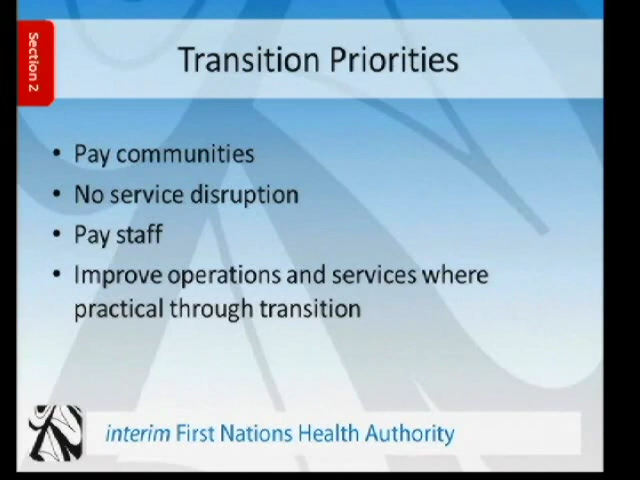 Section 2
Transition Priorities
• Pay communities
• No service disruption
• Pay staff
• Improve operations and services where
practical through transition
interim First Nations Health Authority